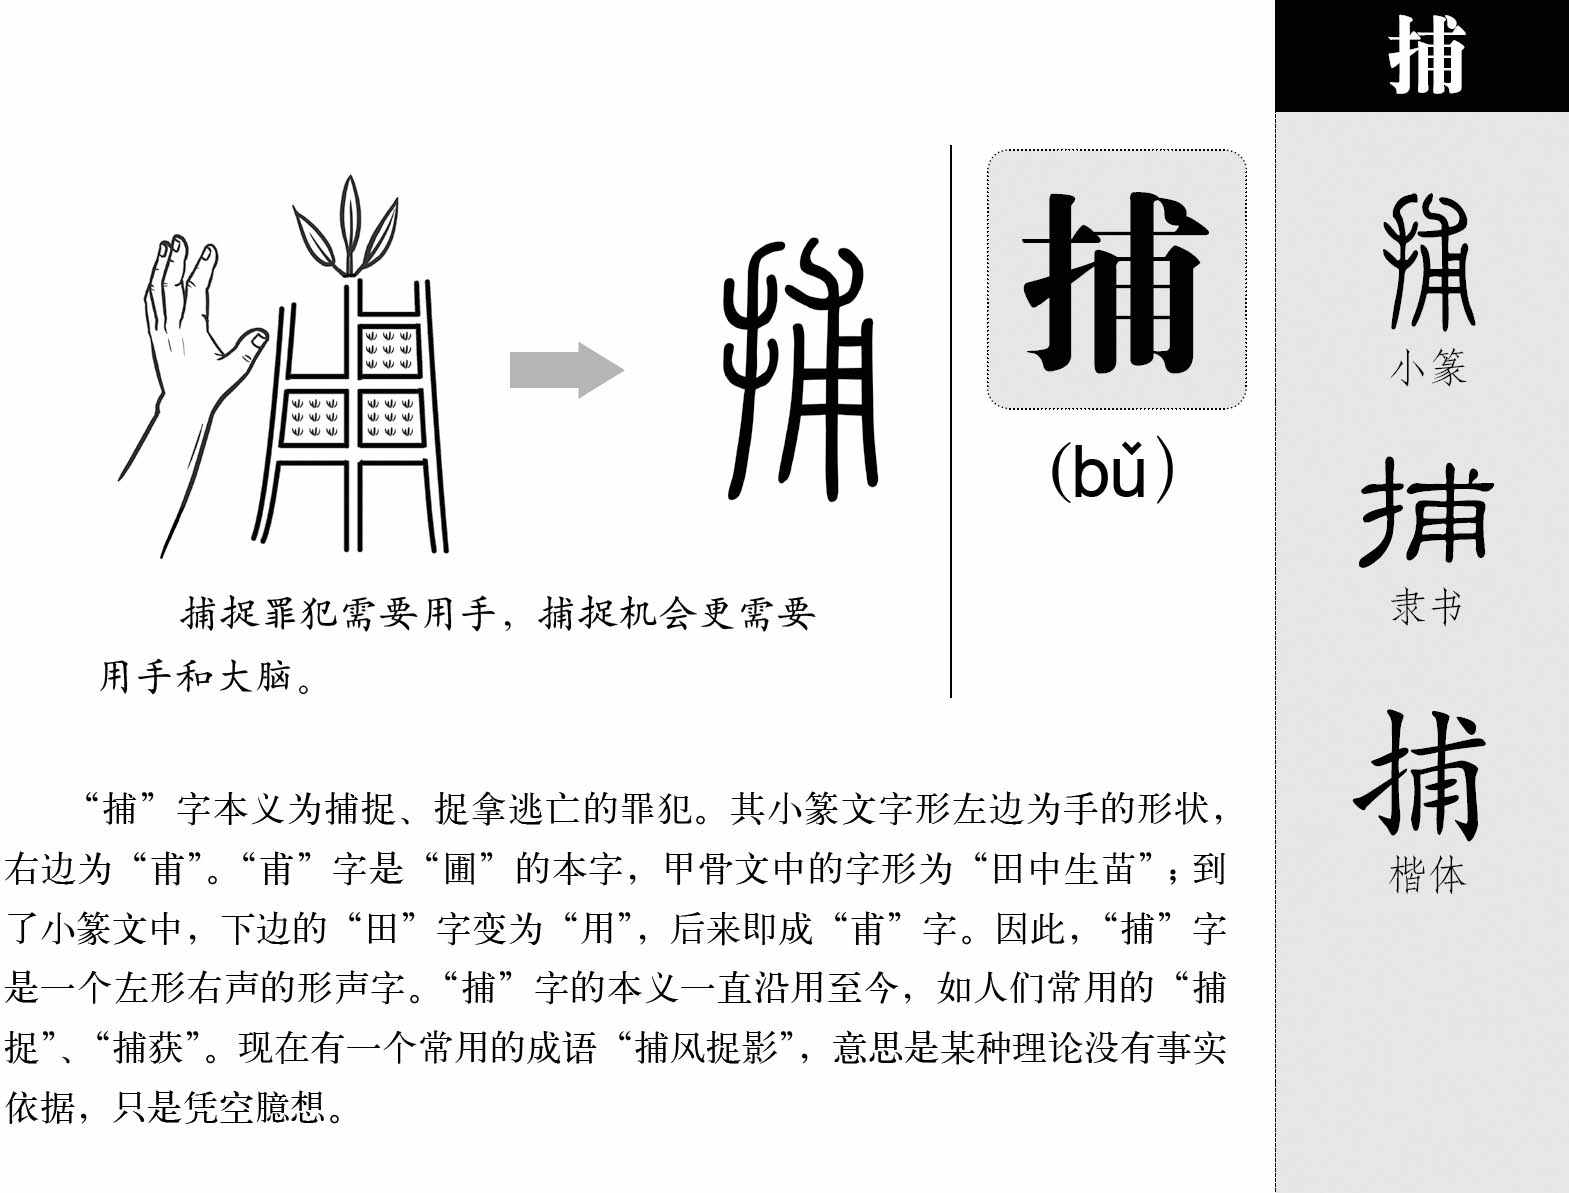 捕
捕
(bǔ)
捕捉罪犯需要用手，捕捉机会更需要
用手和大脑。
“捕”字本义为捕捉、捉拿逃亡的罪犯。其小篆文字形左边为手的形状，
右边为“甫”。“甫”字是“圃”的本字，甲骨文中的字形为“田中生苗”；到
了小篆文中，下边的“田”字变为“用”，后来即成“甫”字。因此，“捕”字
是一个左形右声的形声字。“捕”字的本义一直沿用至今，如人们常用的“捕
捉”、“捕获”。现在有一个常用的成语“捕风捉影”，意思是某种理论没有事实
依据，只是凭空臆想。
捕
捕
小篆
捕
隶书
捕
楷体